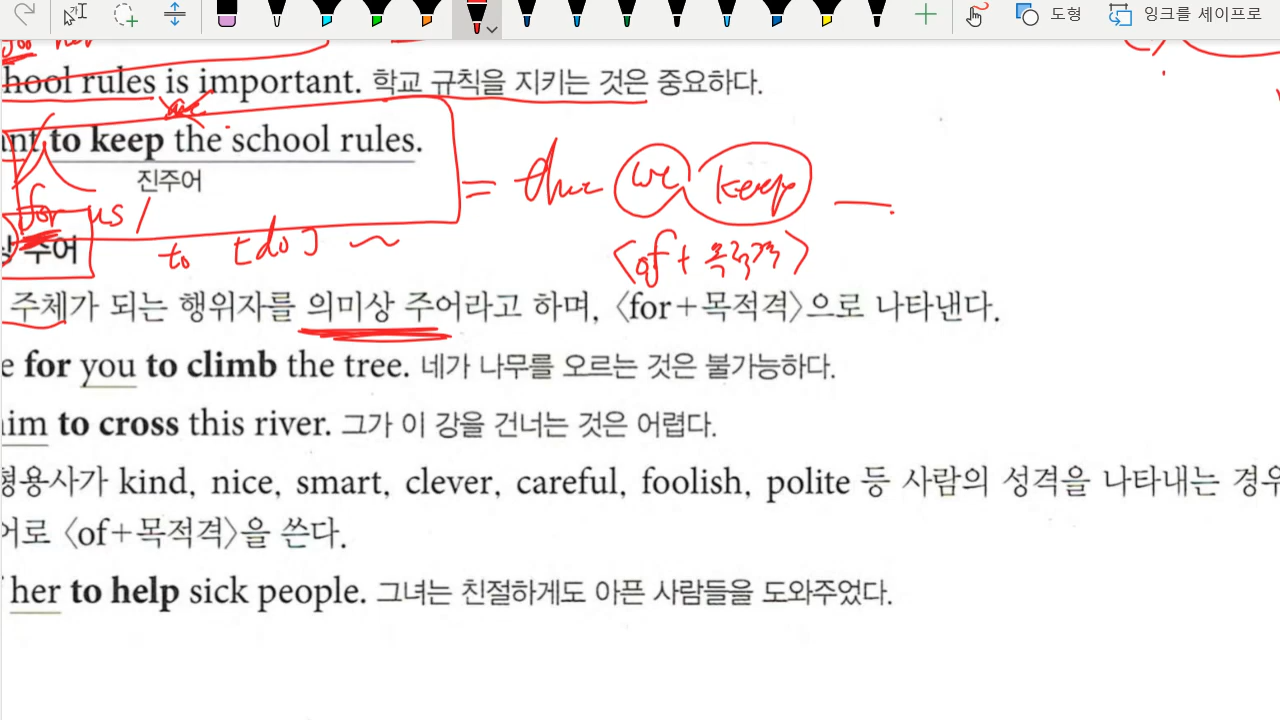 도형 잉크를 셰이프로
for her
hool rules is important. 학교 규칙을 지키는 것은 중요하다.
ant to keep the school rules.
진주어
= that we keep
for us /
to [do] ~
<of+목적격>
상 주어
주체가 되는 행위자를 의미상 주어라고 하며, 〈for+목적격〉으로 나타낸다.
e for you to climb the tree. 네가 나무를 오르는 것은 불가능하다.
him to cross this river. 그가 이 강을 건너는 것은 어렵다.
형용사가 kind, nice, smart, clever, careful, foolish, polite 등 사람의 성격을 나타내는 경우
어로 〈of+목적격〉을 쓴다.
her to help sick people. 그녀는 친절하게도 아픈 사람들을 도와주었다.